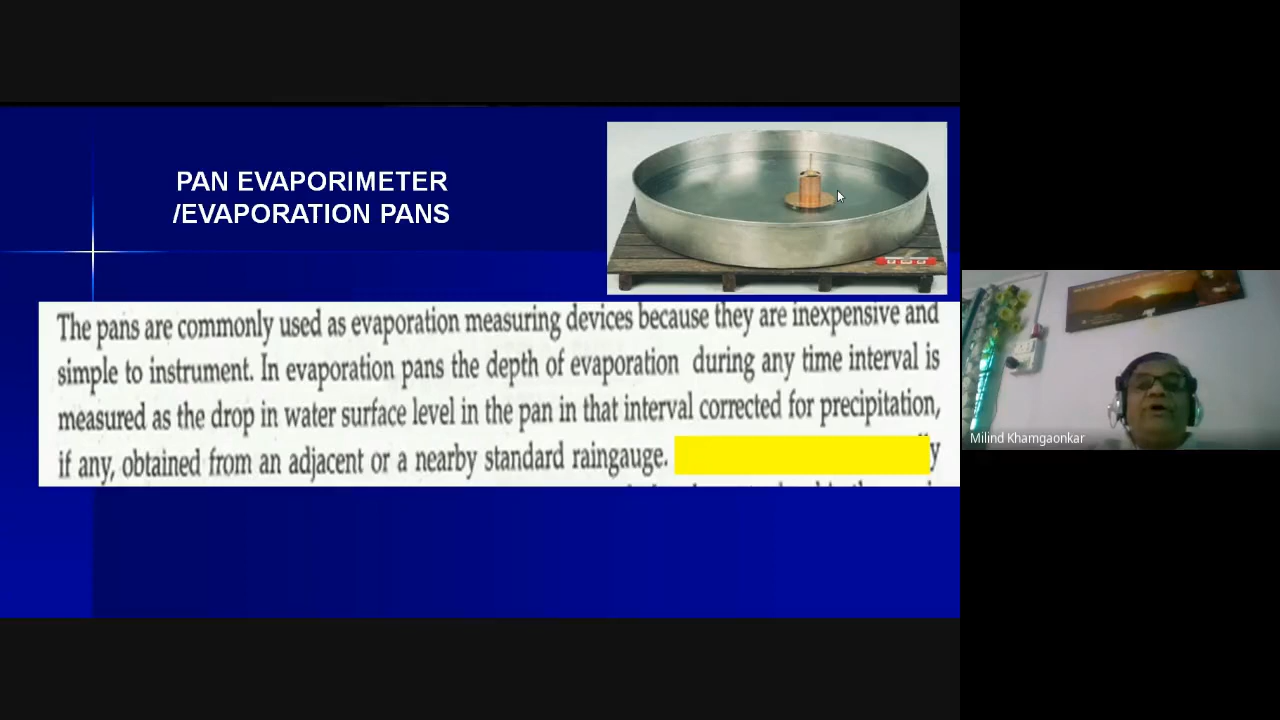 PAN EVAPORIMETER
/EVAPORATION PANS
The pans are commonly used as evaporation measuring devices because they are inexpensive and
simple to instrument. In evaporation pans the depth of evaporation during any time interval is
measured as the drop in water surface level in the pan in that interval corrected for precipitation,
if any, obtained from an adjacent or a nearby standard raingauge.
Milind Khamgaonkar